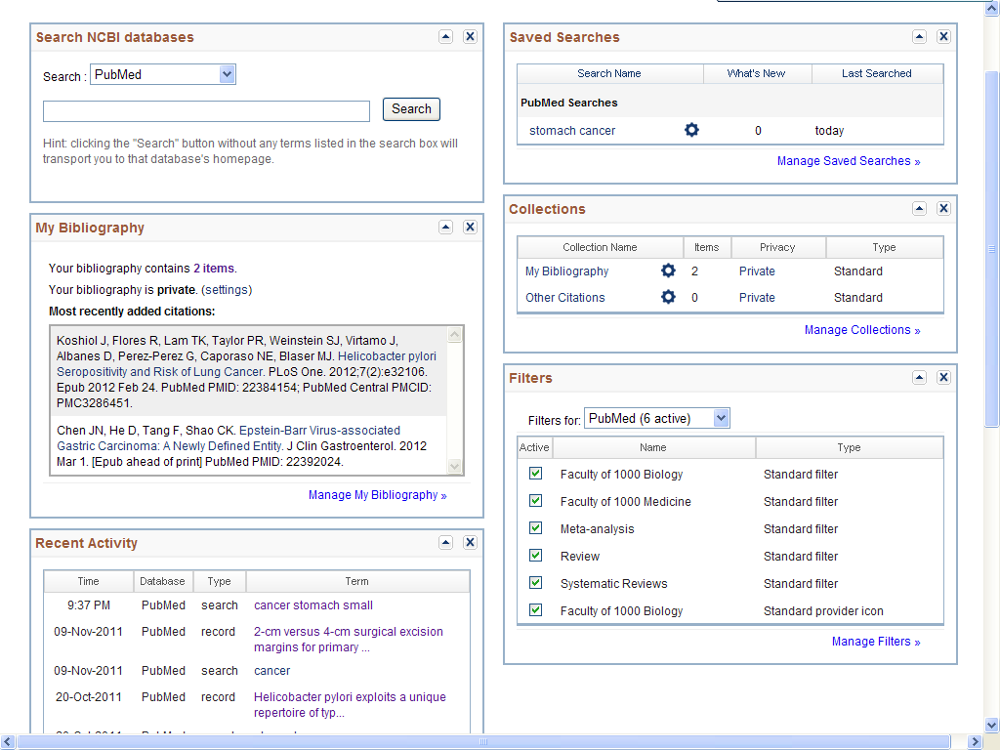 Search NCBI databases
Search : PubMed
Search
Hint: clicking the "Search" button without any terms listed in the search box will
transport you to that database's homepage.
My Bibliography
Your bibliography contains 2 items.
Your bibliography is private. (settings)
Most recently added citations:
Koshiol J, Flores R, Lam TK, Taylor PR, Weinstein SJ, Virtamo J,
Albanes D, Perez-Perez G, Caporaso NE, Blaser MJ. Helicobacter pylori
Seropositivity and Risk of Lung Cancer. PLoS One. 2012;7(2):e32106.
Epub 2012 Feb 24. PubMed PMID: 22384154; PubMed Central PMCID:
PMC3286451.
Chen JN, He D, Tang F, Shao CK. Epstein-Barr Virus-associated
Gastric Carcinoma: A Newly Defined Entity. J Clin Gastroenterol. 2012
Mar 1. [Epub ahead of print] PubMed PMID: 22392024.
Manage My Bibliography »
Recent Activity
Time Database Type Term
9:37 PM PubMed search cancer stomach small
09-Nov-2011 PubMed record 2-cm versus 4-cm surgical excision
margins for primary ...
09-Nov-2011 PubMed search cancer
20-Oct-2011 PubMed record Helicobacter pylori exploits a unique
repertoire of typ...
Saved Searches
Search Name What's New Last Searched
PubMed Searches
stomach cancer 0 today
Manage Saved Searches »
Collections
Collection Name Items Privacy Type
My Bibliography 2 Private Standard
Other Citations 0 Private Standard
Manage Collections »
Filters
Filters for: PubMed (6 active)
Active Name Type
Faculty of 1000 Biology Standard filter
Faculty of 1000 Medicine Standard filter
Meta-analysis Standard filter
Review Standard filter
Systematic Reviews Standard filter
Faculty of 1000 Biology Standard provider icon
Manage Filters »